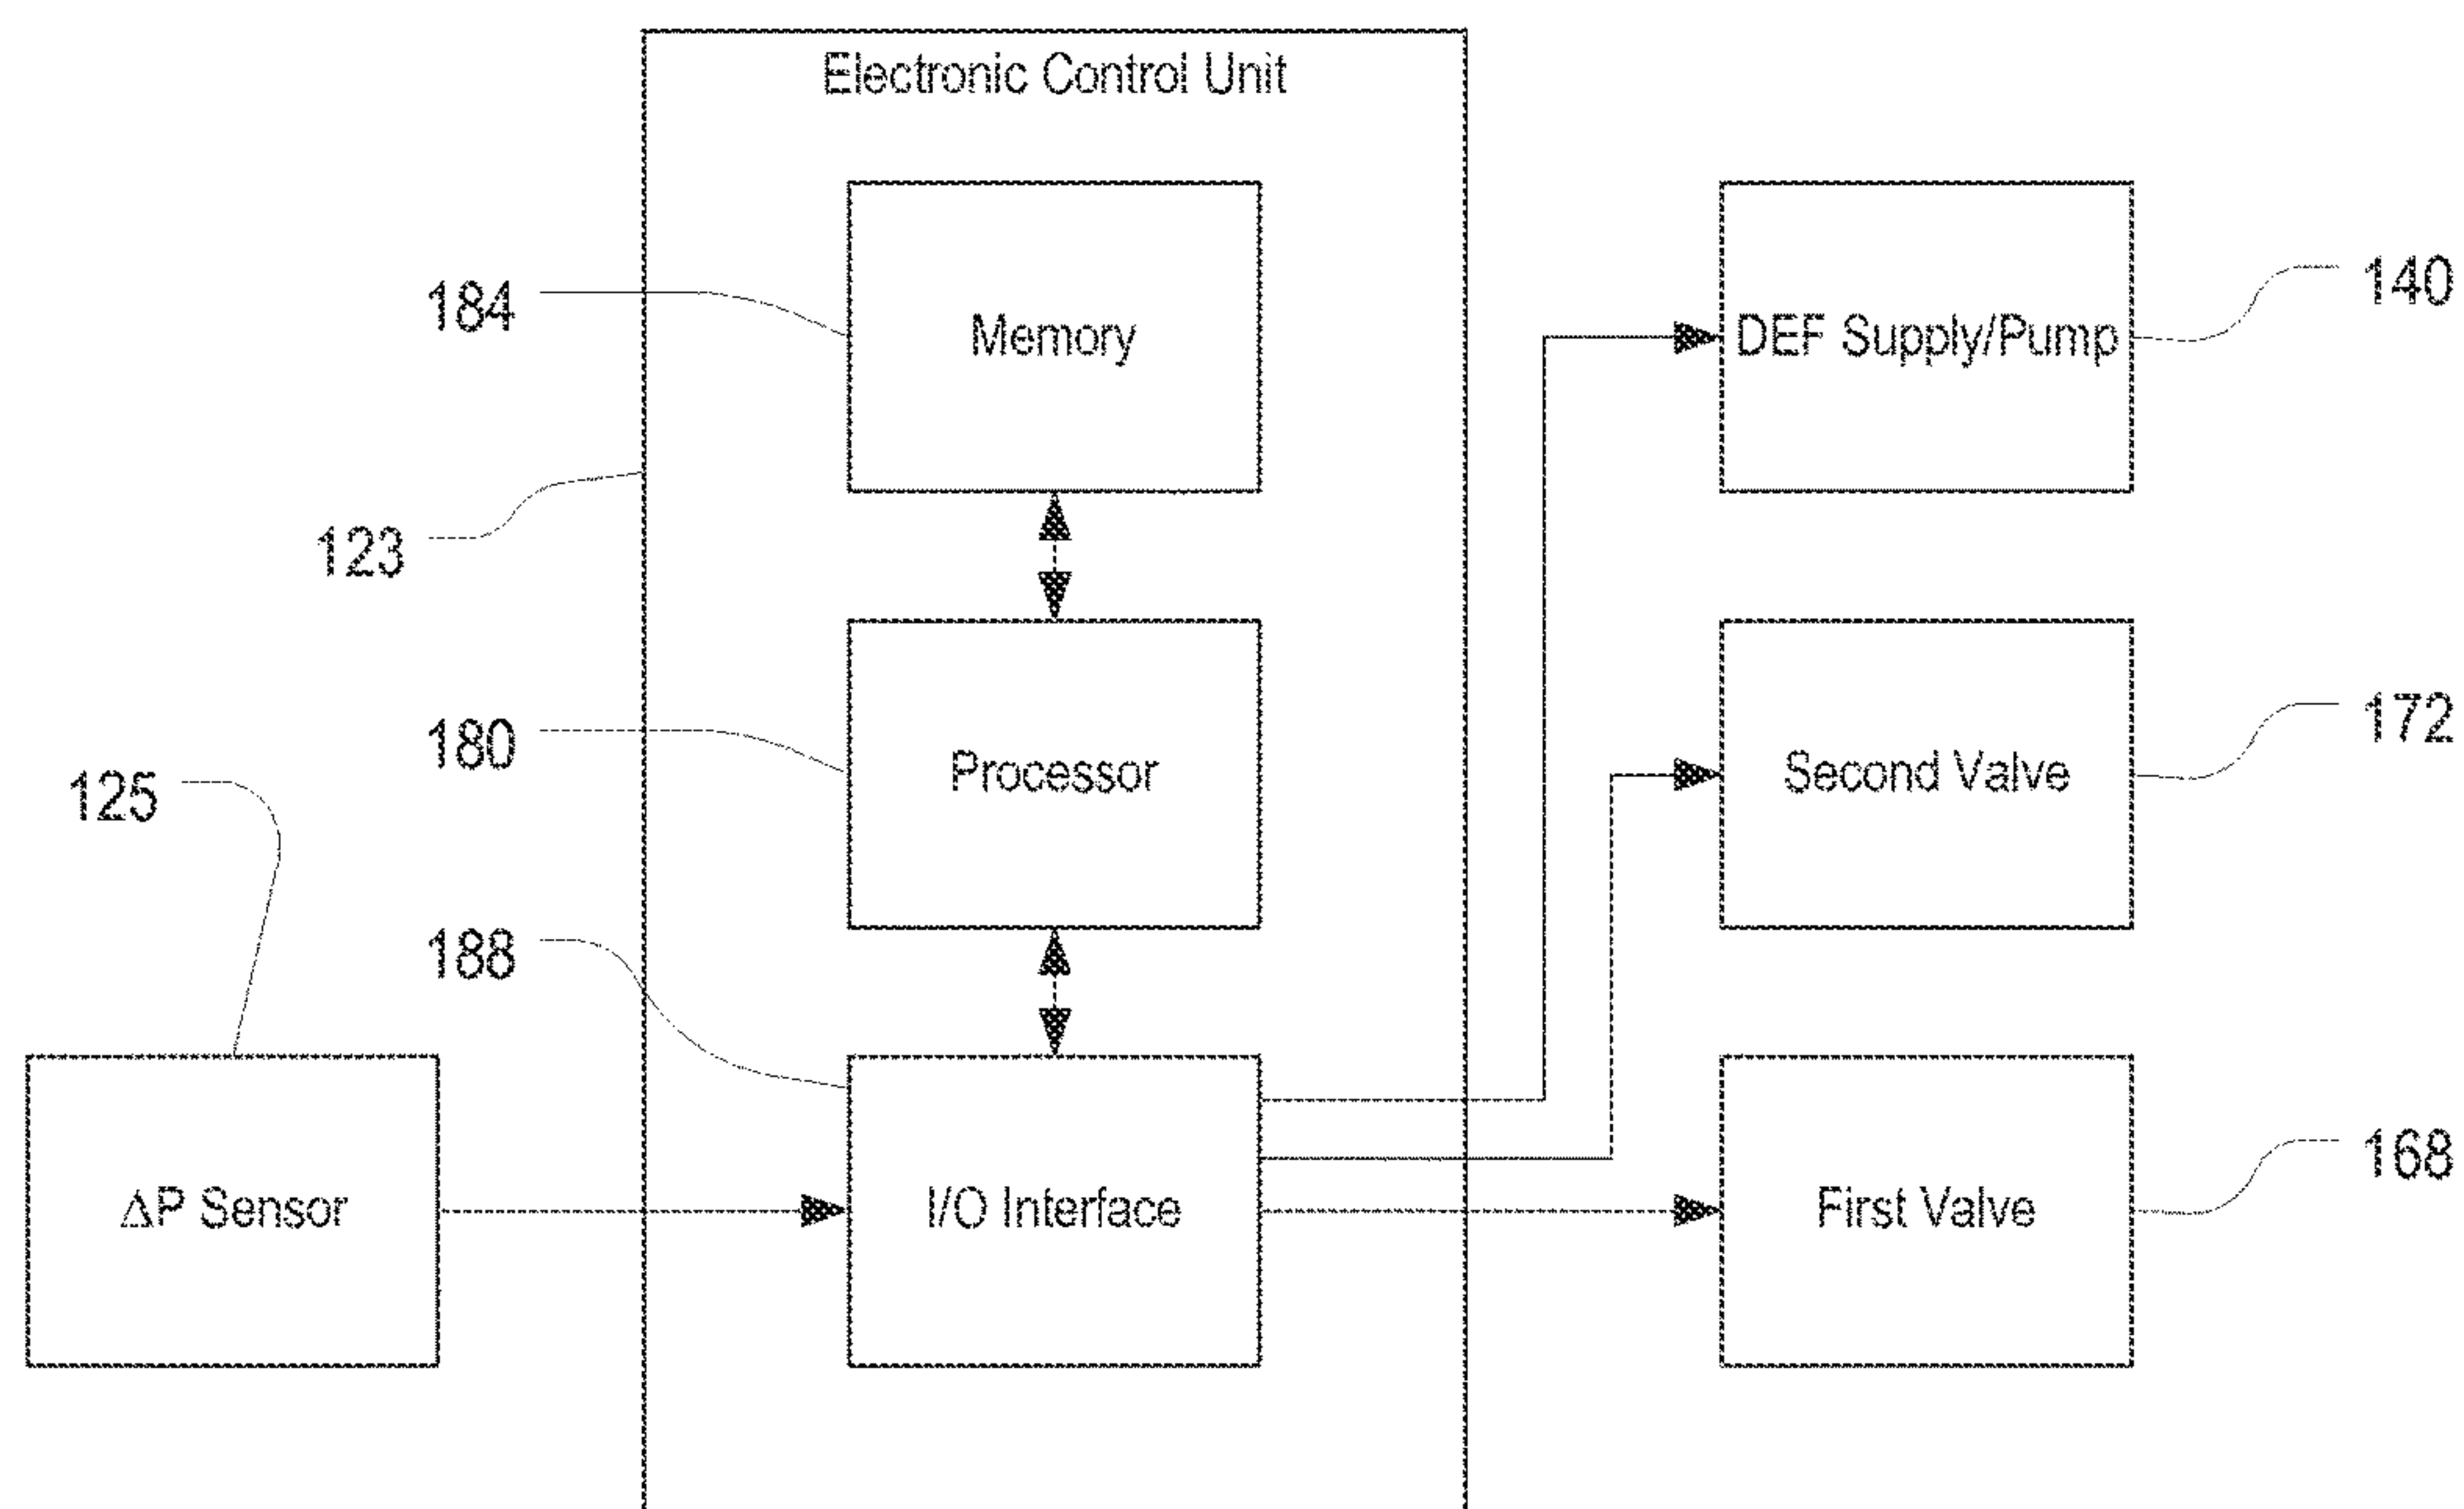 Electronic Control Unit
184
Memory
DEF Supply/Pump
140
123
180
Processor
Second Valve
172
125
188
ΔP Sensor
I/O Interface
First Valve
168